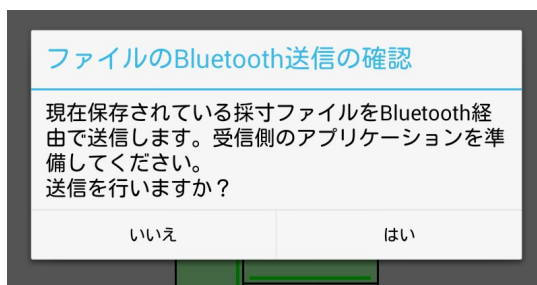 ファイルのBluetooth送信の確認
現在保存されている採寸ファイルをBluetooth経
由で送信します。受信側のアプリケーションを準
備してください。
送信を行いますか？
いいえ
はい